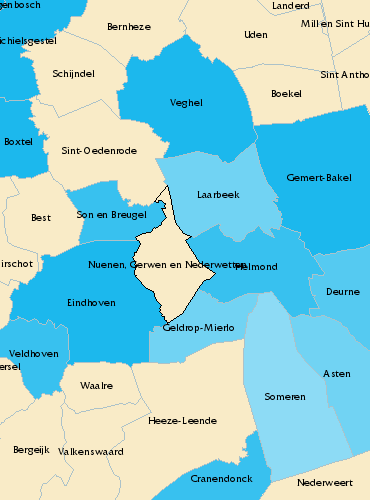 Landerd
enbosch
Mill en Sint Hu
Bernheze
Uden
ichielsgestel
Schijndel
Sint Antho
Boekel
Veghel
Boxtel
Sint-Oedenrode
Gemert-Bakel
Laarbeek
Best
Son en Breugel
irschot
Nuenen, Gerwen en Nederwetten
Helmond
Deurne
Eindhoven
Geldrop-Mierlo
Veldhoven
ersel
Asten
Waalre
Someren
Heeze-Leende
Bergeijk
Valkenswaard
Cranendonck
Nederweert